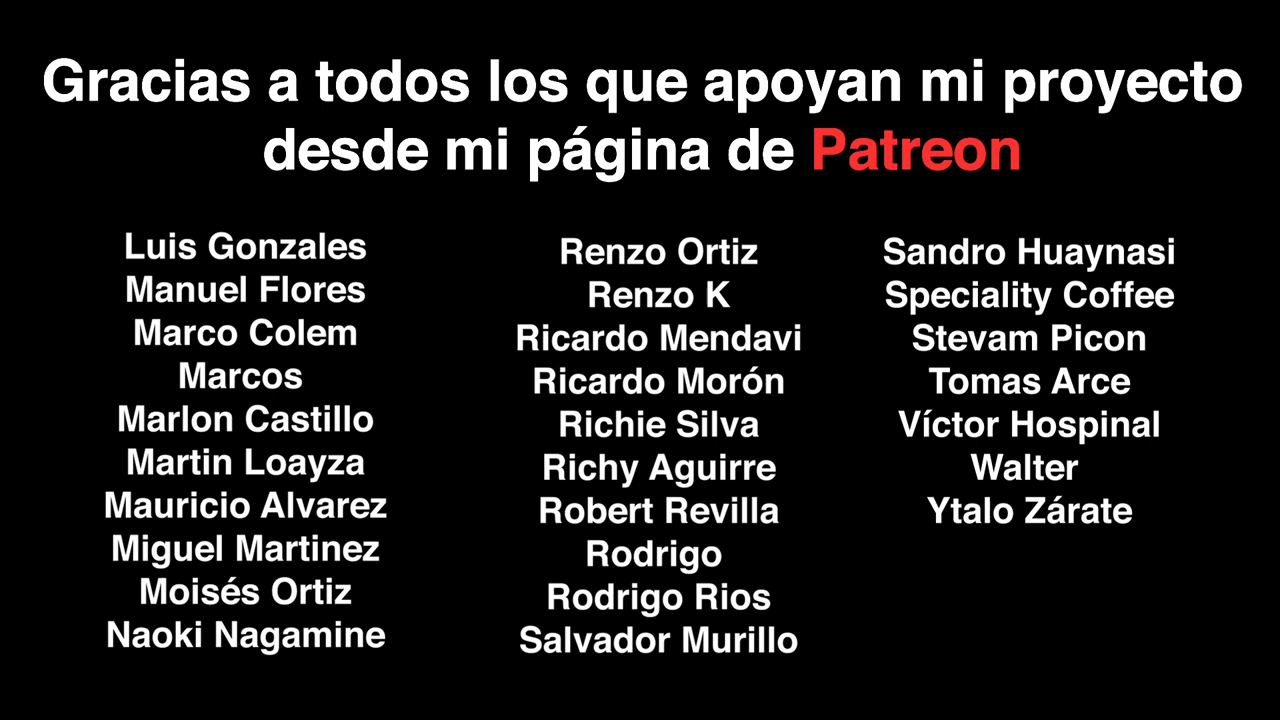 Gracias a todos los que apoyan mi proyecto
desde mi página de Patreon
Luis Gonzales
Manuel Flores
Marco Colem
Marcos
Marlon Castillo
Martin Loayza
Mauricio Alvarez
Miguel Martinez
Moisés Ortiz
Naoki Nagamine
Renzo Ortiz
Renzo K
Ricardo Mendavi
Ricardo Morón
Richie Silva
Richy Aguirre
Robert Revilla
Rodrigo
Rodrigo Rios
Salvador Murillo
Sandro Huaynasi
Speciality Coffee
Stevam Picon
Tomas Arce
Víctor Hospinal
Walter
Ytalo Zárate